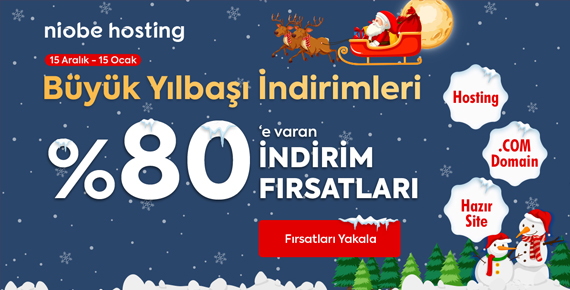 niobe hosting
15 Aralık - 15 Ocak
Büyük Yılbaşı İndirimleri
%80
'e varan
İNDİRİM
FIRSATLARI
Fırsatları Yakala
Hosting
.COM
Domain
Hazır
Site